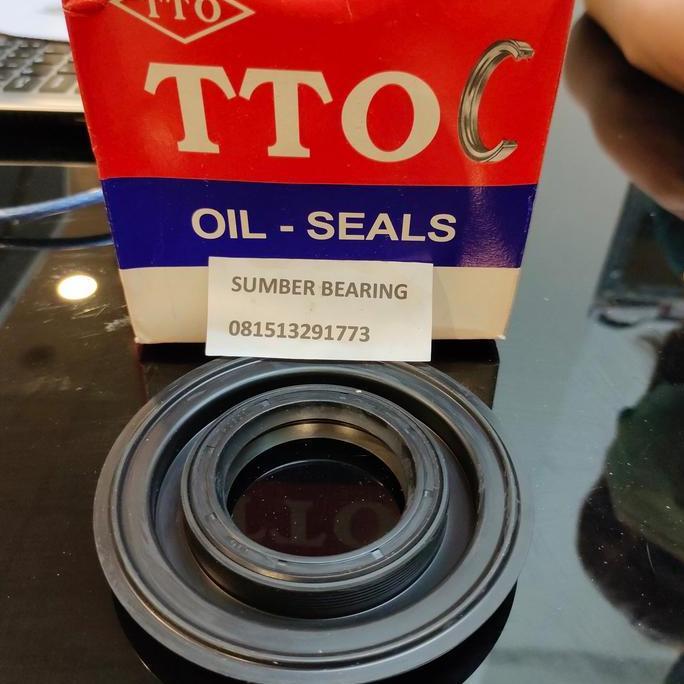 TTO
TTO
OIL - SEALS
SUMBER BEARING
081513291773